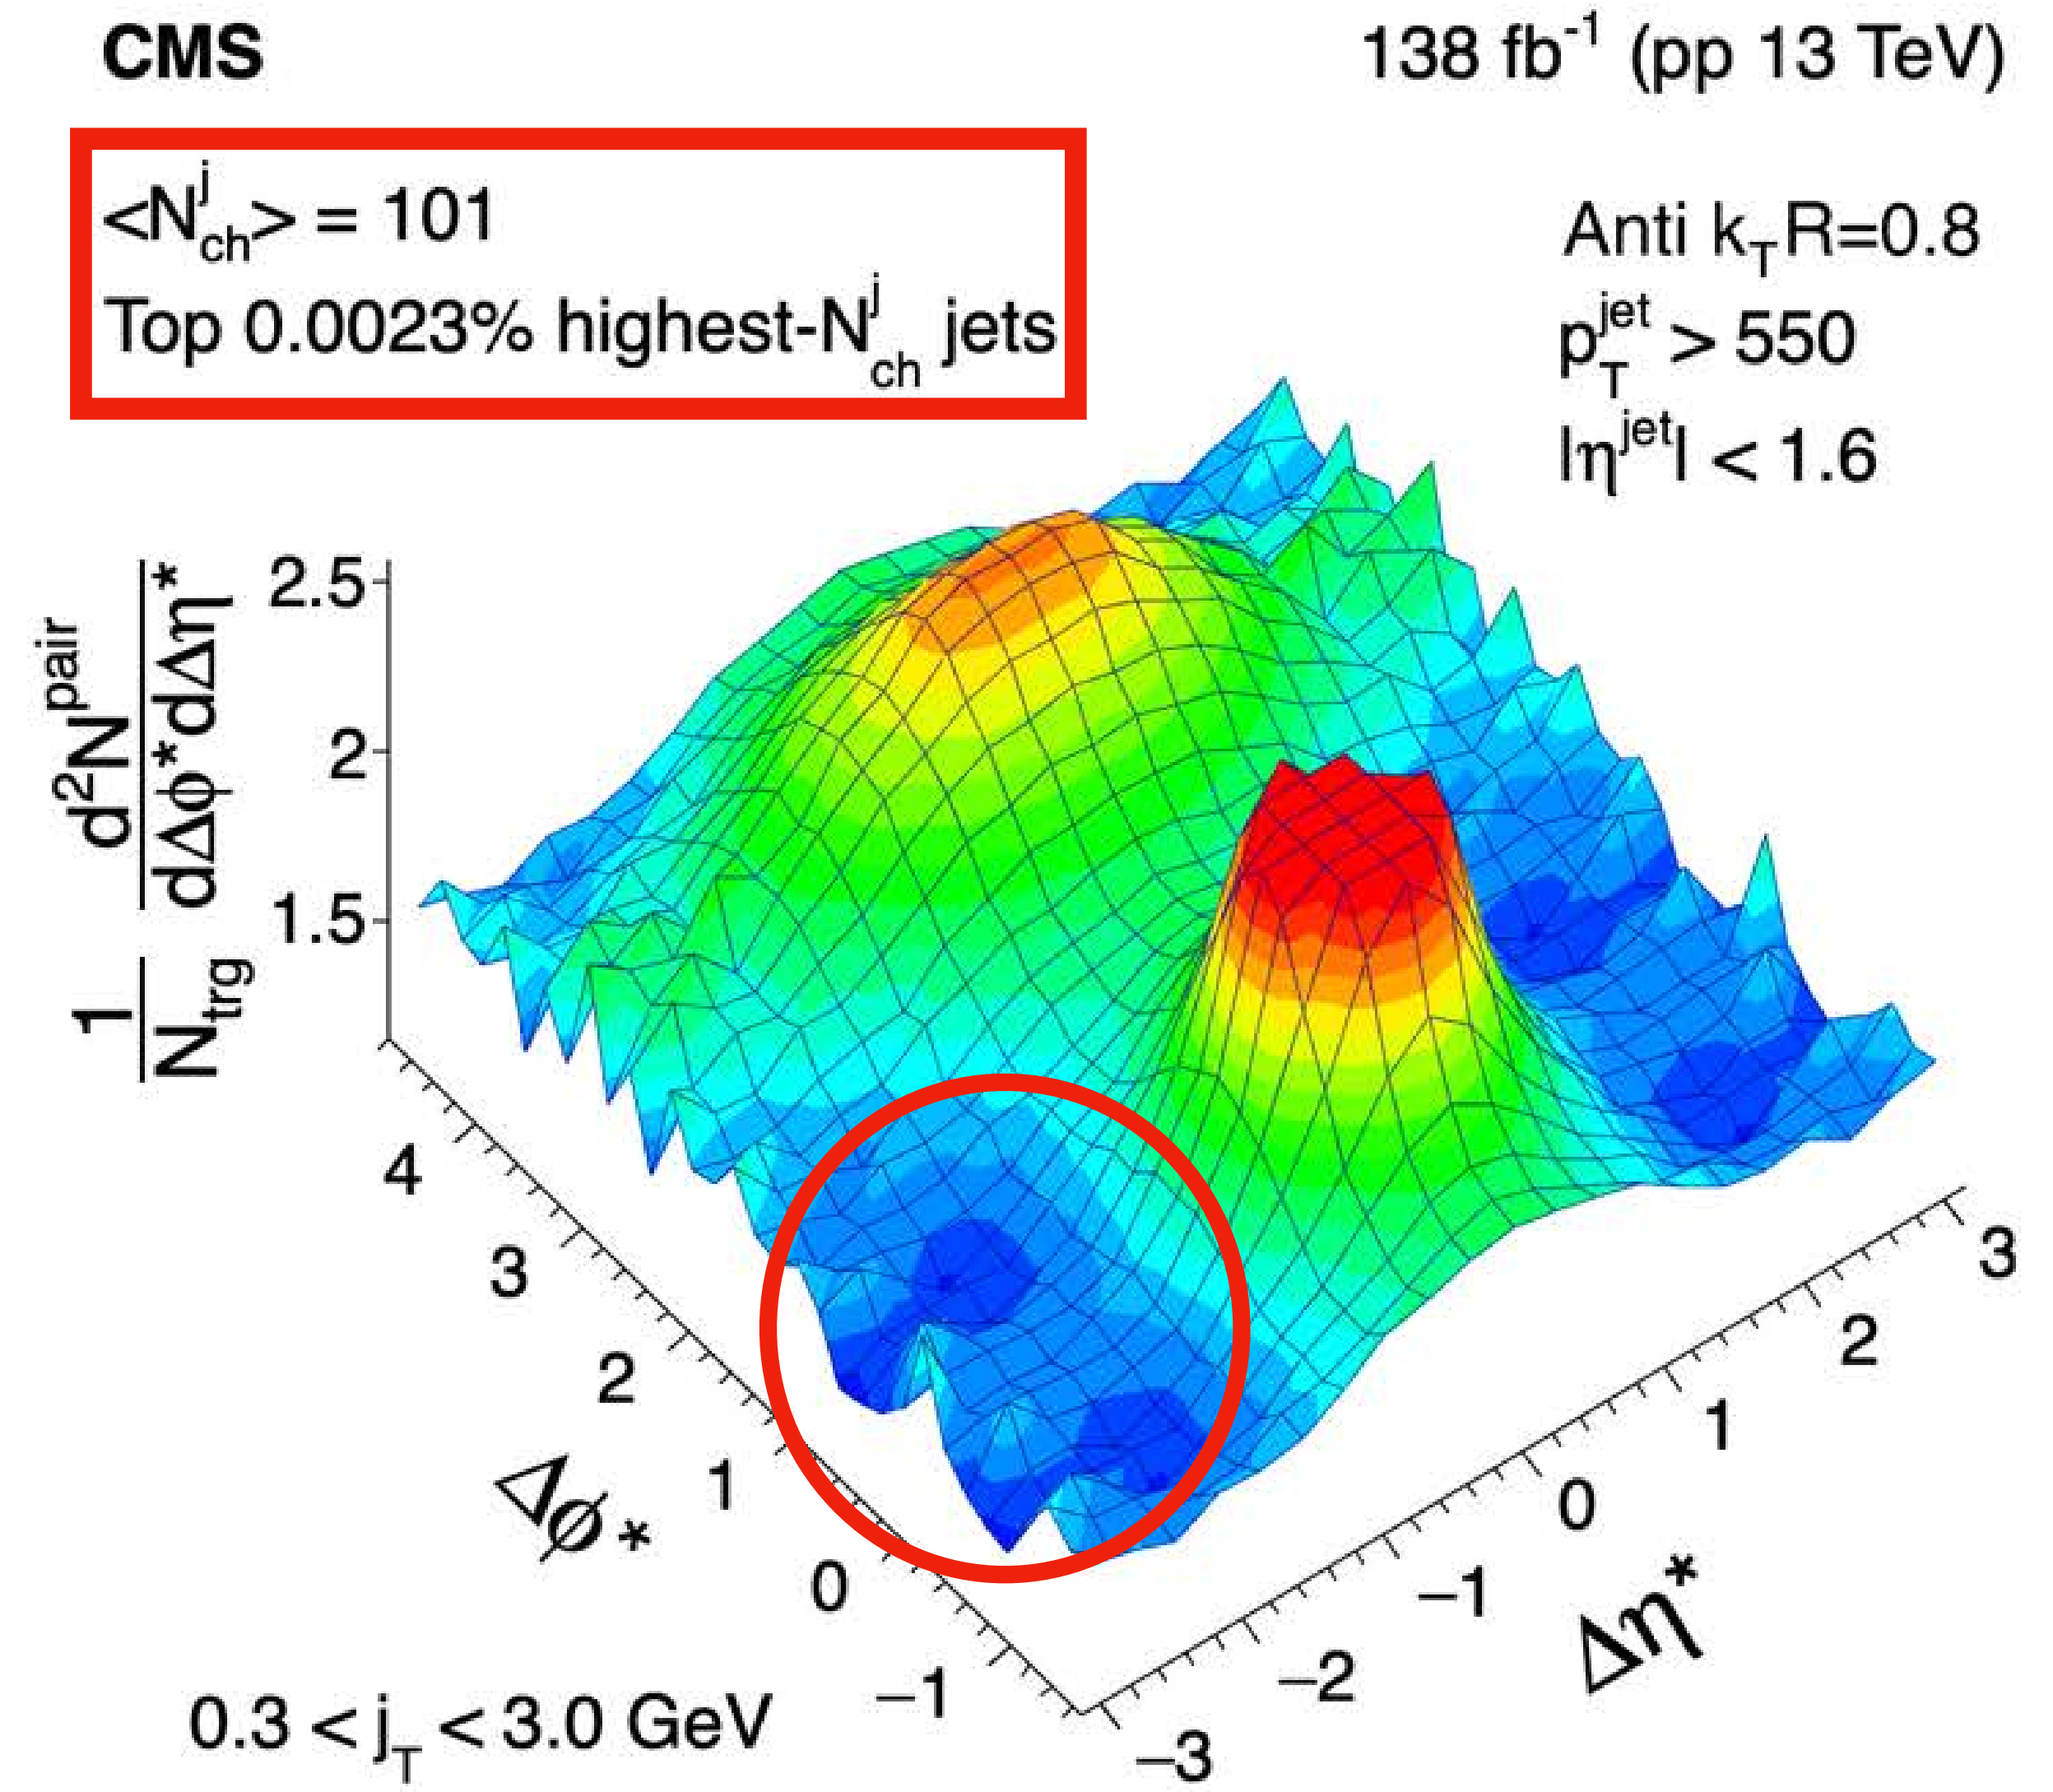 CMS
138 fb⁻¹ (pp 13 TeV)
<N^j_ch> = 101
Top 0.0023% highest-N^j_ch jets
Anti k_T R=0.8
p_T^jet > 550
|η^jet| < 1.6
1/N_trg d²N^pair/dΔϕ*dΔη*
2.5
2
1.5
4
3
2
1
0
−1
Δϕ*
3
2
1
0
−1
−2
−3
Δη*
0.3 < j_T < 3.0 GeV